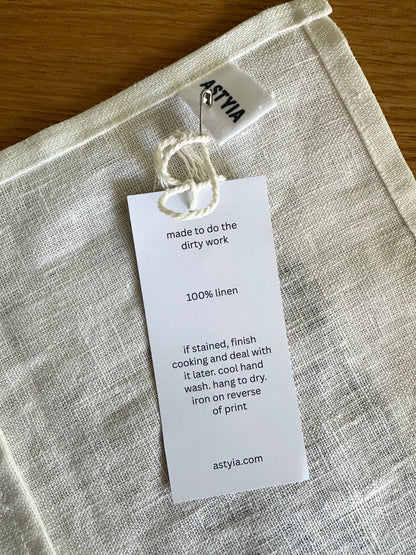 ASTYIA
made to do the
dirty work
100% linen
if stained, finish
cooking and deal with
it later. cool hand
wash. hang to dry.
iron on reverse
of print
astyia.com